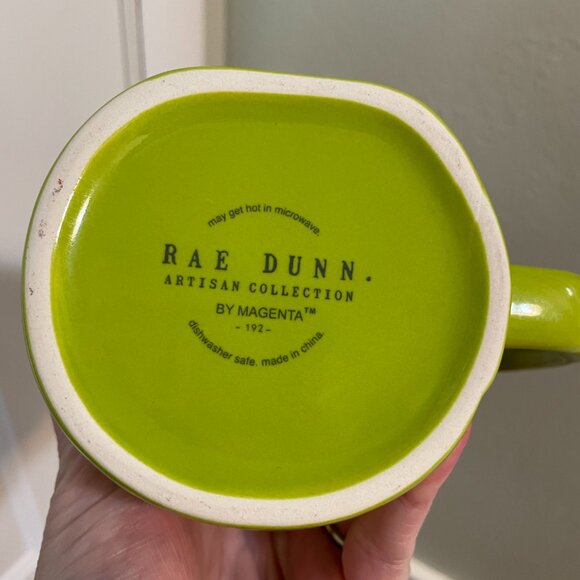 may get hot in microwave.
RAE DUNN.
ARTISAN COLLECTION
BY MAGENTA™
- 192 -
dishwasher safe. made in china.